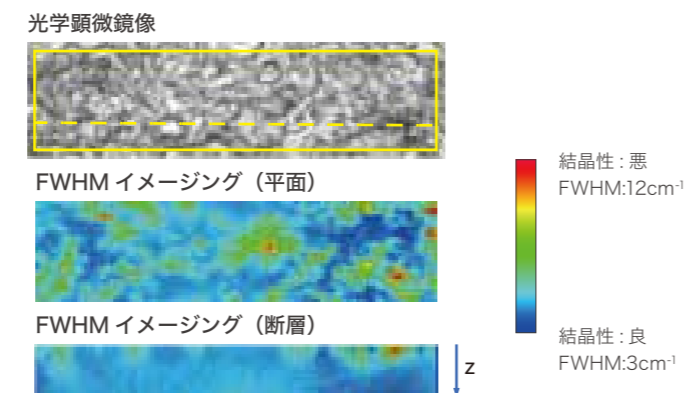 光学顕微鏡像
FWHM イメージング（平面）
結晶性 : 悪
FWHM:12cm⁻¹
FWHM イメージング（断層）
結晶性 : 良
FWHM:3cm⁻¹
z